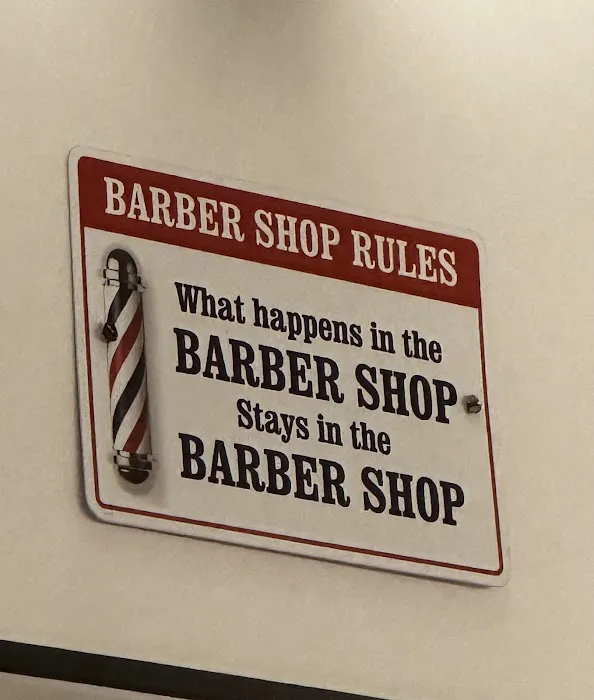 BARBER SHOP RULES
What happens in the
BARBER SHOP
Stays in the
BARBER SHOP